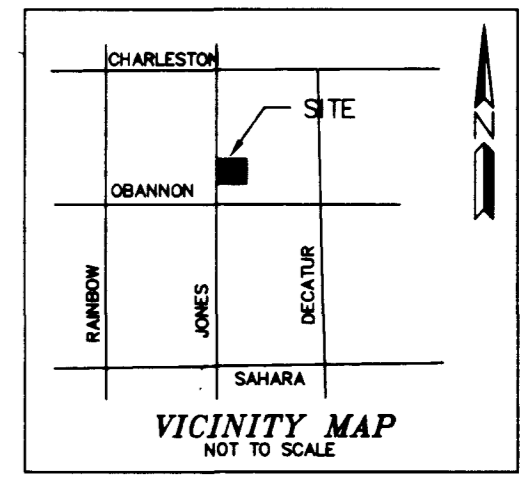 CHARLESTON
SITE
N
OBANNON
RAINBOW
JONES
DECATUR
SAHARA
VICINITY MAP
NOT TO SCALE